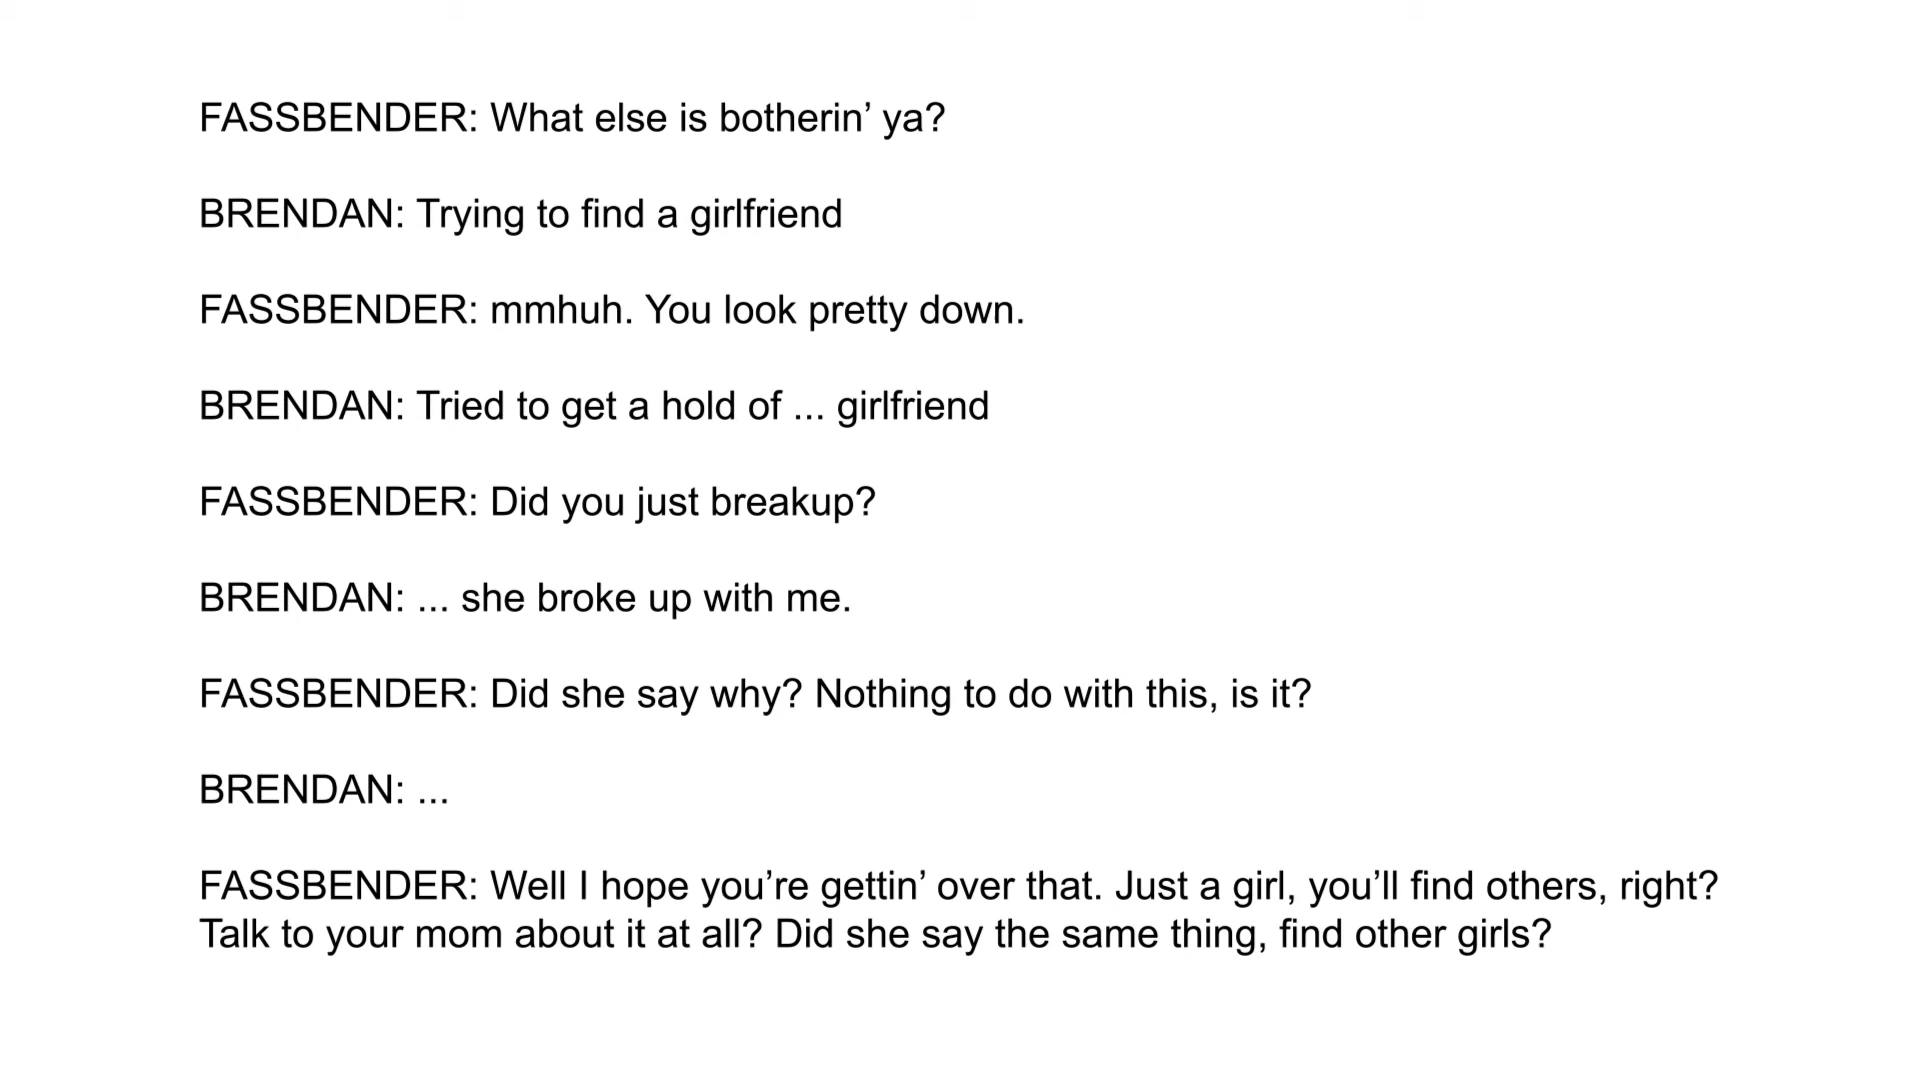 FASSBENDER: What else is botherin’ ya?
BRENDAN: Trying to find a girlfriend
FASSBENDER: mmhuh. You look pretty down.
BRENDAN: Tried to get a hold of ... girlfriend
FASSBENDER: Did you just breakup?
BRENDAN: ... she broke up with me.
FASSBENDER: Did she say why? Nothing to do with this, is it?
BRENDAN: ...
FASSBENDER: Well I hope you’re gettin’ over that. Just a girl, you’ll find others, right?
Talk to your mom about it at all? Did she say the same thing, find other girls?